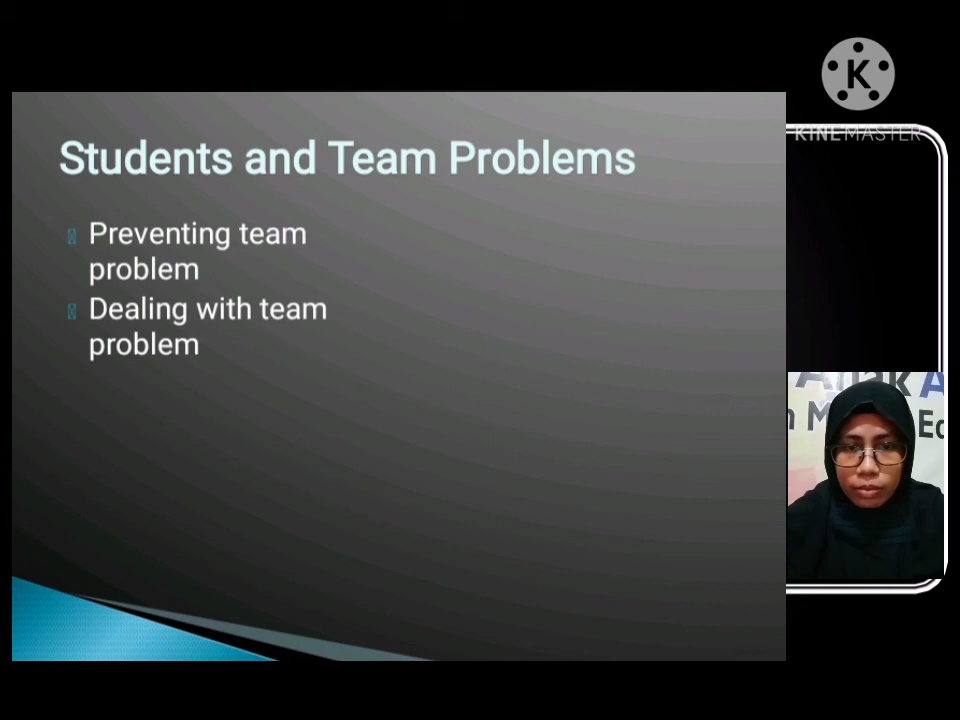 Students and Team Problems
Preventing team
problem
Dealing with team
problem
K
KINEMASTER